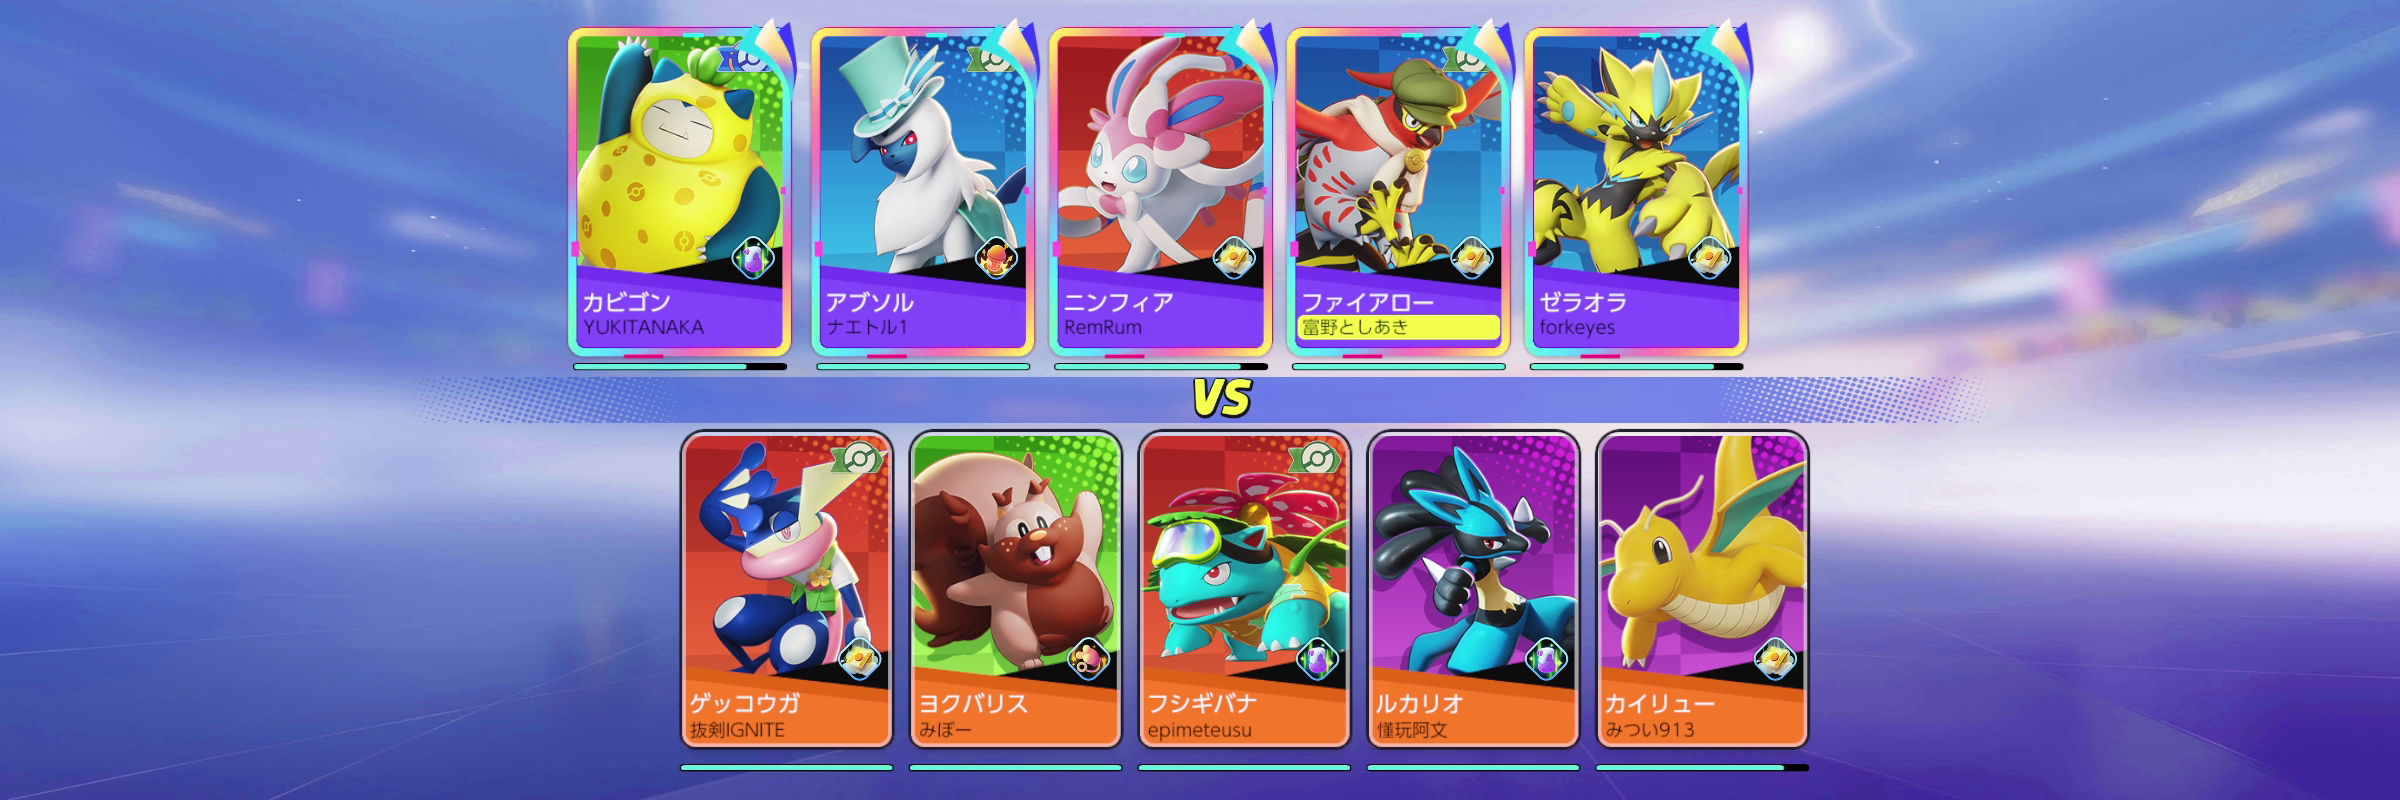 カビゴン
YUKITANAKA
アブソル
ナエトル1
ニンフィア
RemRum
ファイアロー
富野としあき
ゼラオラ
forkeyes
VS
ゲッコウガ
抜剣IGNITE
ヨクバリス
みぼー
フシギバナ
epimeteusu
ルカリオ
懂玩阿文
カイリュー
みつい913